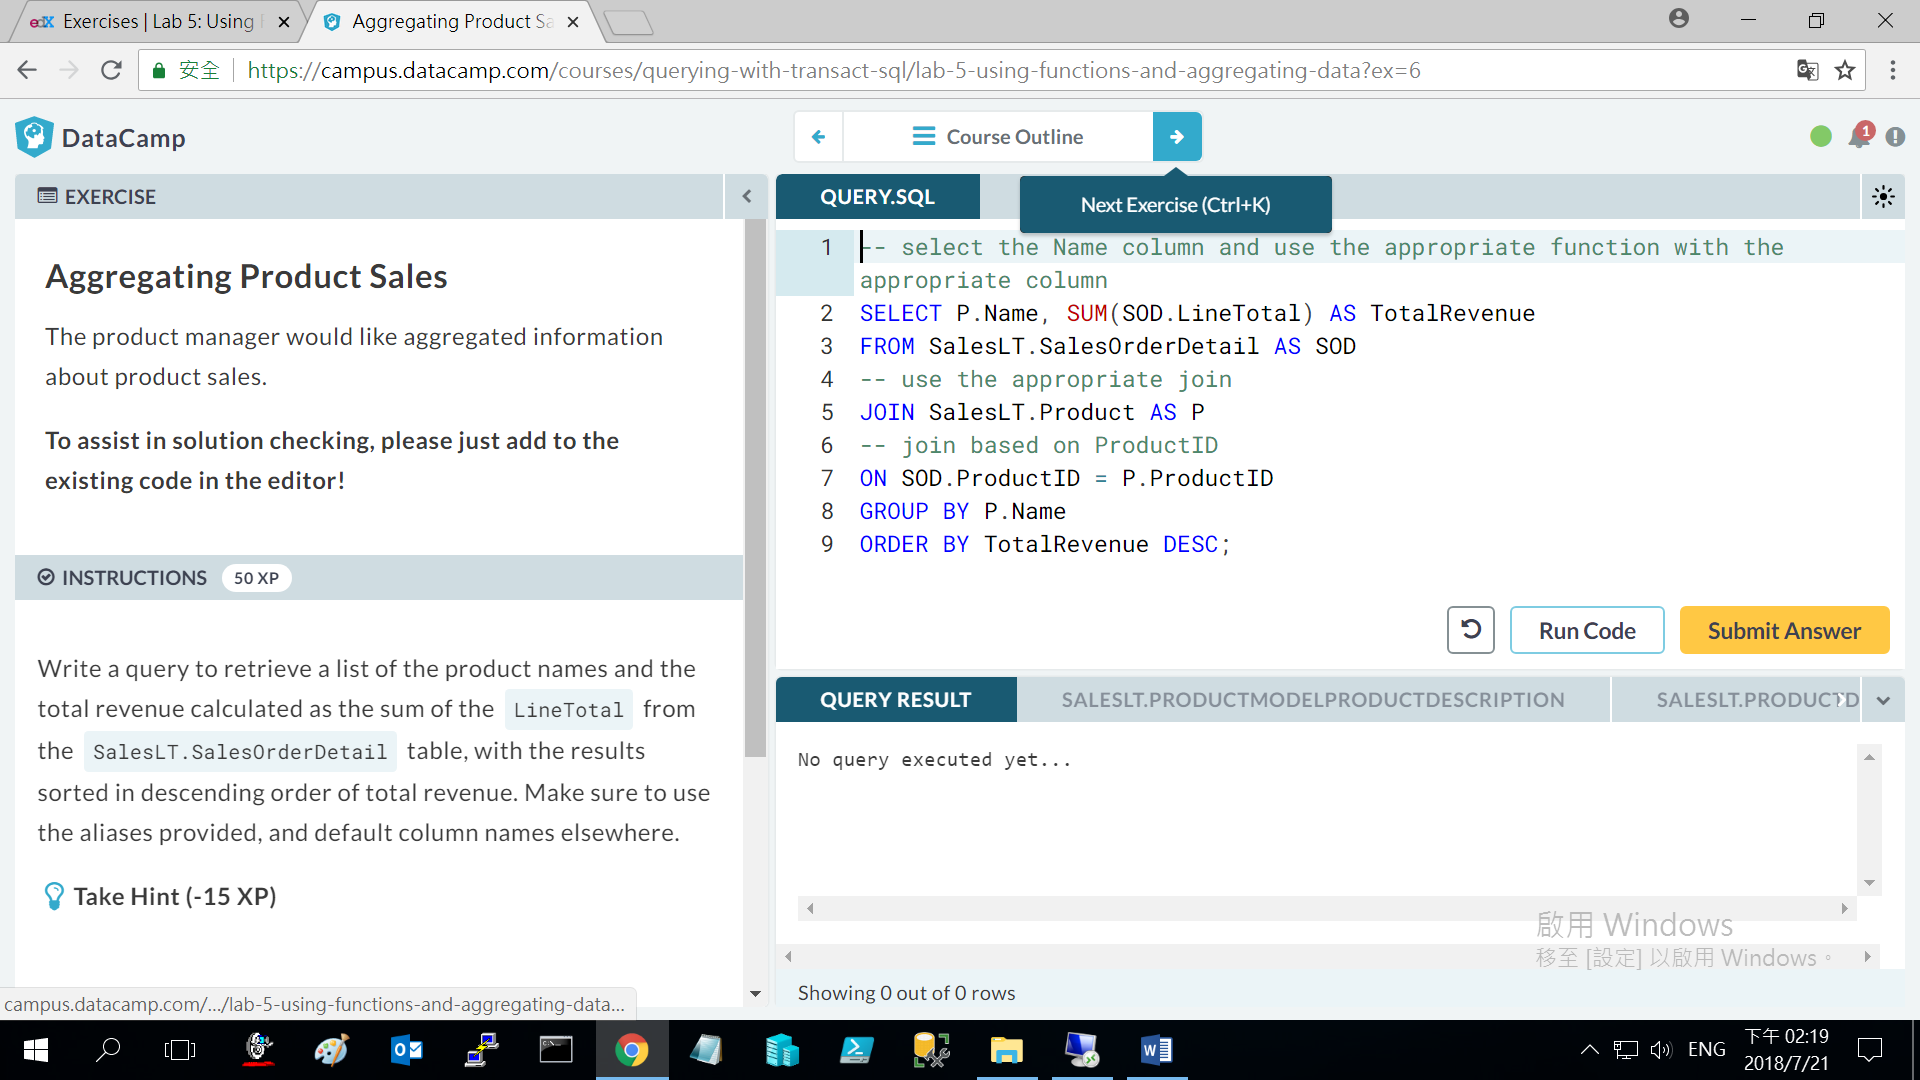 edX Exercises | Lab 5: Using
Aggregating Product Sa
安全
https://campus.datacamp.com/courses/querying-with-transact-sql/lab-5-using-functions-and-aggregating-data?ex=6
DataCamp
Course Outline
1
EXERCISE
QUERY.SQL
Next Exercise (Ctrl+K)
Aggregating Product Sales
The product manager would like aggregated information
about product sales.
To assist in solution checking, please just add to the
existing code in the editor!
INSTRUCTIONS 50 XP
Write a query to retrieve a list of the product names and the
total revenue calculated as the sum of the LineTotal from
the SalesLT.SalesOrderDetail table, with the results
sorted in descending order of total revenue. Make sure to use
the aliases provided, and default column names elsewhere.
Take Hint (-15 XP)
campus.datacamp.com/.../lab-5-using-functions-and-aggregating-data...
1 -- select the Name column and use the appropriate function with the
appropriate column
2 SELECT P.Name, SUM(SOD.LineTotal) AS TotalRevenue
3 FROM SalesLT.SalesOrderDetail AS SOD
4 -- use the appropriate join
5 JOIN SalesLT.Product AS P
6 -- join based on ProductID
7 ON SOD.ProductID = P.ProductID
8 GROUP BY P.Name
9 ORDER BY TotalRevenue DESC;
Run Code
Submit Answer
QUERY RESULT
SALESLT.PRODUCTMODELPRODUCTDESCRIPTION
SALESLT.PRODUCTD
No query executed yet...
啟用 Windows
移至 [設定] 以啟用 Windows。
Showing 0 out of 0 rows
ENG
下午 02:19
2018/7/21